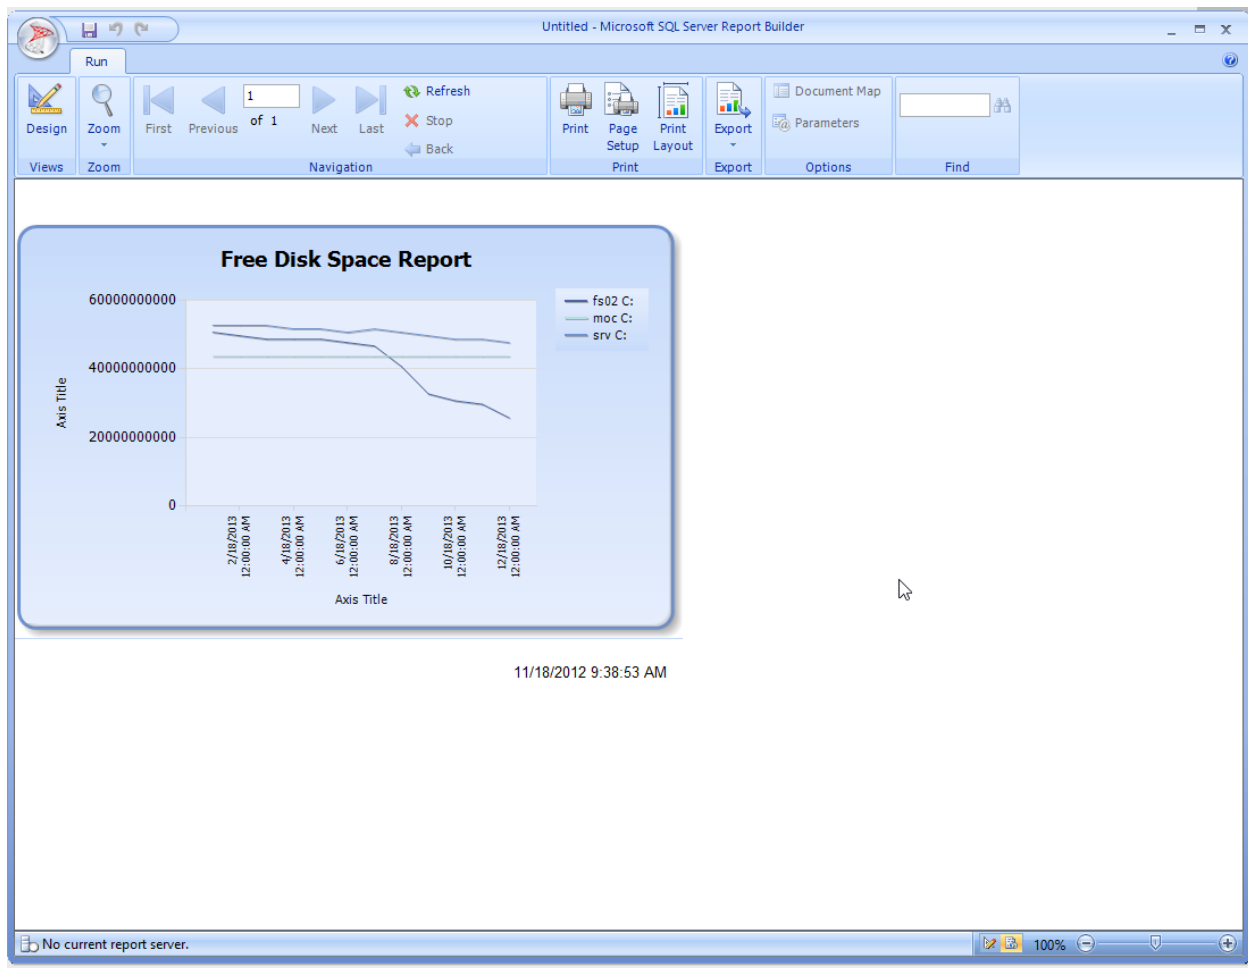 Untitled - Microsoft SQL Server Report Builder
Run
Design
Zoom
First
Previous
1
of 1
Next
Last
Refresh
Stop
Back
Print
Page
Setup
Print
Layout
Export
Document Map
Parameters
Views
Zoom
Navigation
Print
Export
Options
Find
Free Disk Space Report
60000000000
40000000000
20000000000
0
Axis Title
fs02 C:
moc C:
srv C:
2/18/2013
12:00:00 AM
4/18/2013
12:00:00 AM
6/18/2013
12:00:00 AM
8/18/2013
12:00:00 AM
10/18/2013
12:00:00 AM
12/18/2013
12:00:00 AM
Axis Title
11/18/2012 9:38:53 AM
No current report server.
100%